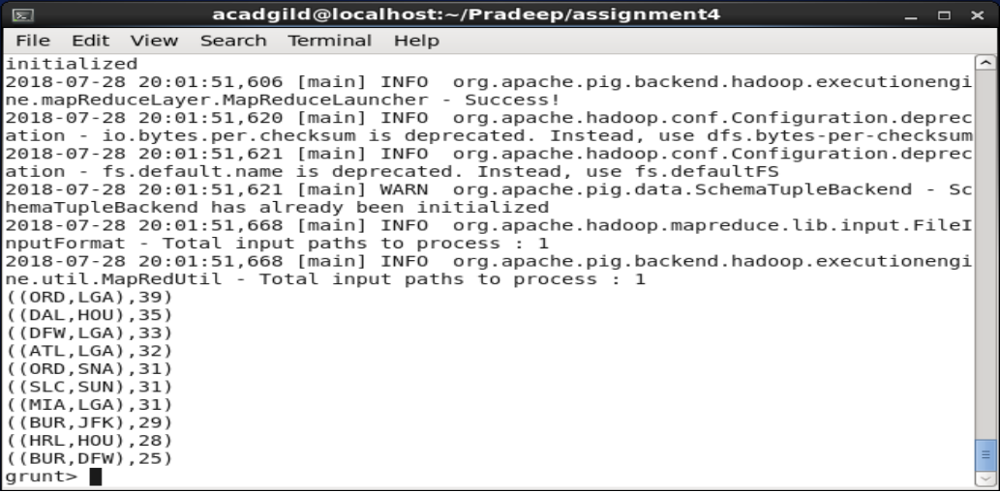 acadgild@localhost:~/Pradeep/assignment4
File Edit View Search Terminal Help
initialized
2018-07-28 20:01:51,606 [main] INFO  org.apache.pig.backend.hadoop.executionengi
ne.mapReduceLayer.MapReduceLauncher - Success!
2018-07-28 20:01:51,620 [main] INFO  org.apache.hadoop.conf.Configuration.deprec
ation - io.bytes.per.checksum is deprecated. Instead, use dfs.bytes-per-checksum
2018-07-28 20:01:51,621 [main] INFO  org.apache.hadoop.conf.Configuration.deprec
ation - fs.default.name is deprecated. Instead, use fs.defaultFS
2018-07-28 20:01:51,621 [main] WARN  org.apache.pig.data.SchemaTupleBackend - Sc
hemaTupleBackend has already been initialized
2018-07-28 20:01:51,668 [main] INFO  org.apache.hadoop.mapreduce.lib.input.FileI
nputFormat - Total input paths to process : 1
2018-07-28 20:01:51,668 [main] INFO  org.apache.pig.backend.hadoop.executionengi
ne.util.MapRedUtil - Total input paths to process : 1
((ORD,LGA),39)
((DAL,HOU),35)
((DFW,LGA),33)
((ATL,LGA),32)
((ORD,SNA),31)
((SLC,SUN),31)
((MIA,LGA),31)
((BUR,JFK),29)
((HRL,HOU),28)
((BUR,DFW),25)
grunt>